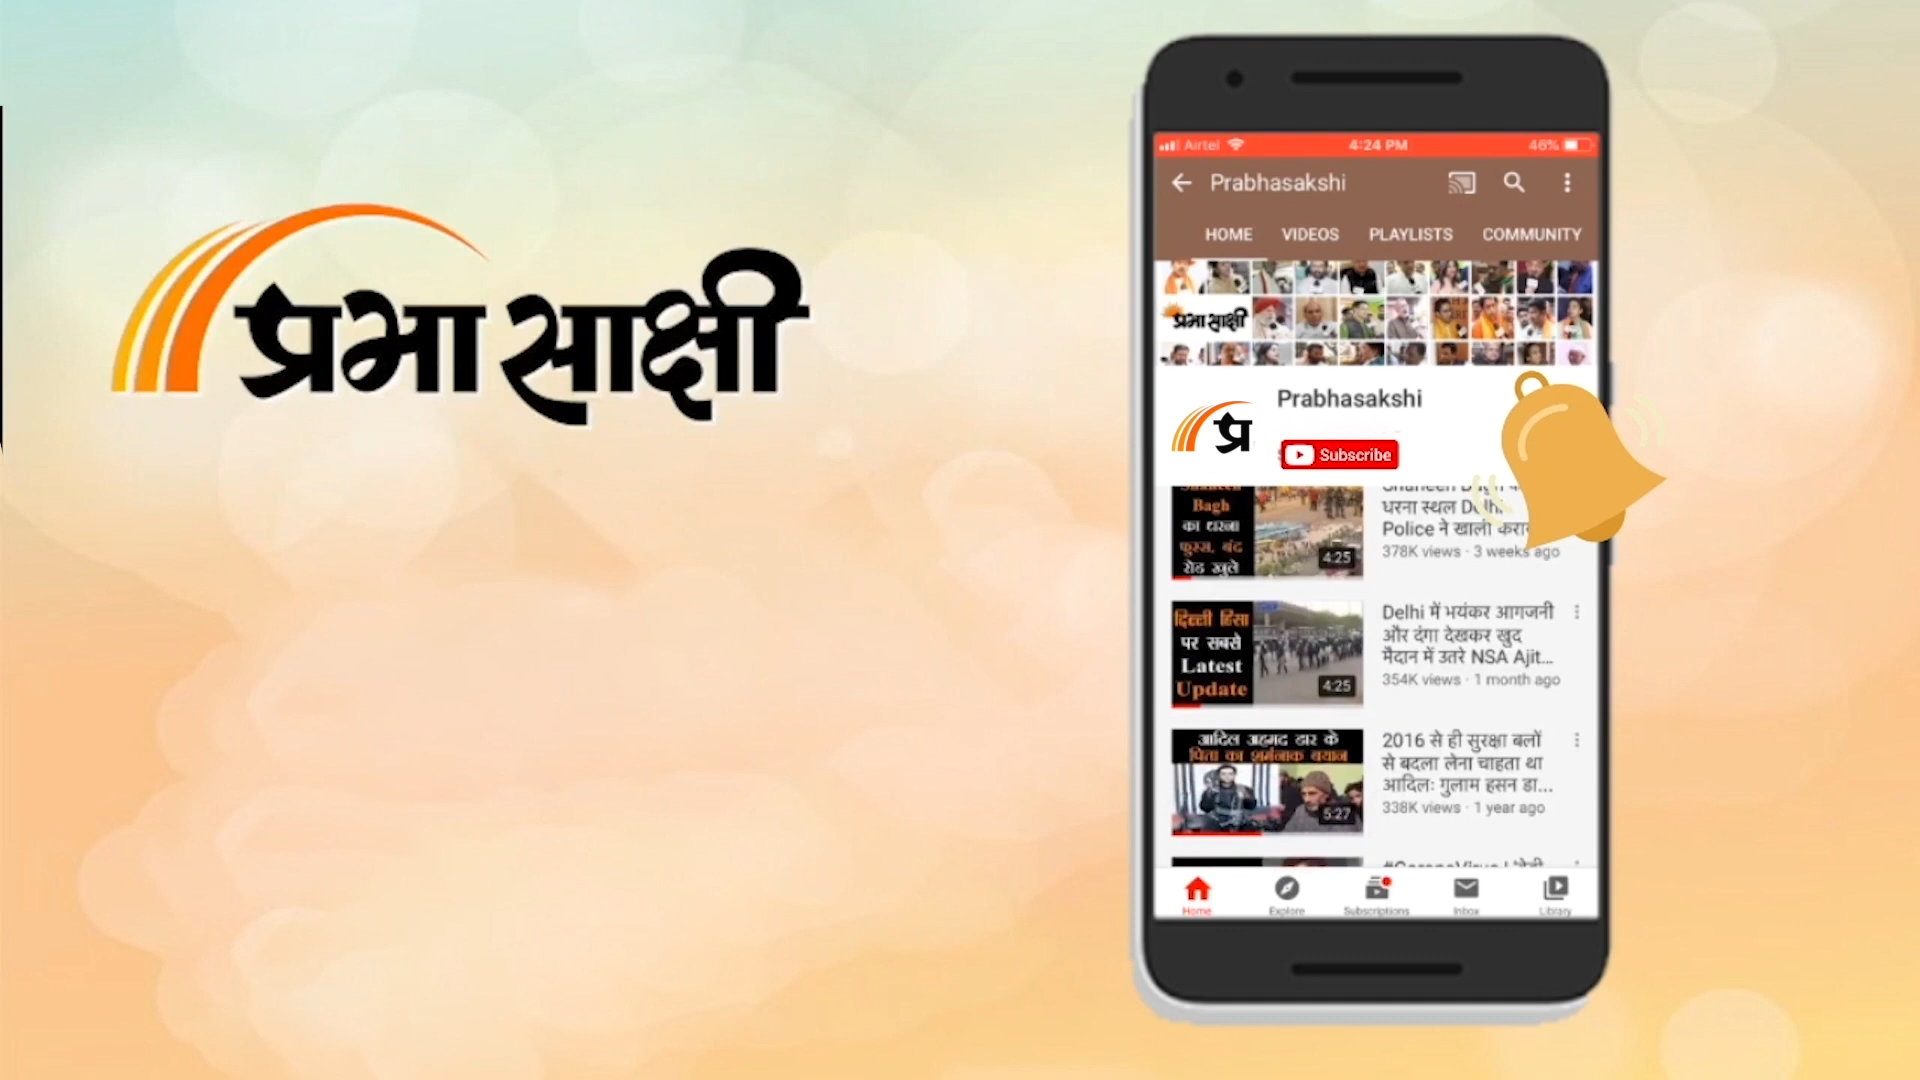 प्रभासाक्षी
Airtel 4:24 PM 46%
Prabhasakshi
HOME VIDEOS PLAYLISTS COMMUNITY
प्रभासाक्षी
Prabhasakshi
प्र
Subscribe
Bagh
का धरना
फुस्स, बंद
रोड खुले
4:25
धरना स्थल
Police ने खाली
378K views · 3 weeks ago
दिल्ली हिंसा
पर सबसे
Latest
Update
4:25
Delhi में भयंकर आगजनी
और दंगा देखकर खुद
मैदान में उतरे NSA Ajit...
354K views · 1 month ago
आदिल अहमद डार के
पिता का शर्मनाक बयान
5:27
2016 से ही सुरक्षा बलों
से बदला लेना चाहता था
आदिलः गुलाम हसन डा...
338K views · 1 year ago
Home Explore Subscriptions Inbox Library